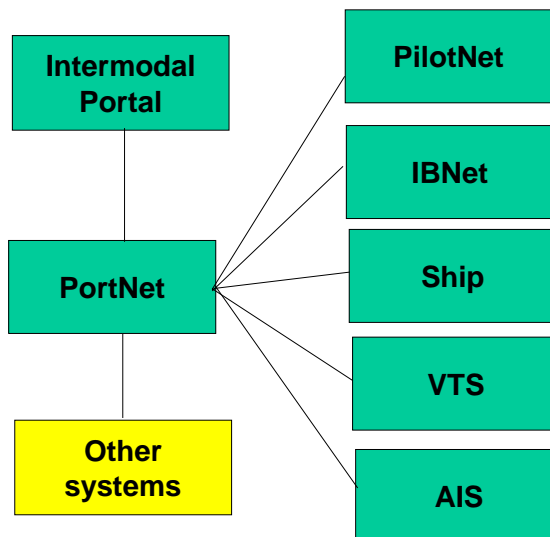 Intermodal
Portal
PortNet
Other
systems
PilotNet
IBNet
Ship
VTS
AIS